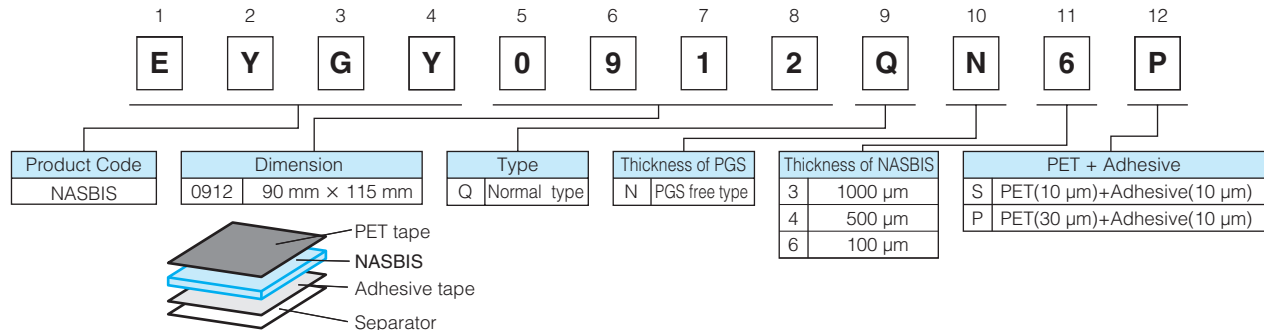 1 2 3 4 5 6 7 8 9 10 11 12
E Y G Y 0 9 1 2 Q N 6 P
Product Code
NASBIS
Dimension
0912 90 mm × 115 mm
Type
Q Normal type
Thickness of PGS
N PGS free type
Thickness of NASBIS
3 1000 µm
4 500 µm
6 100 µm
PET + Adhesive
S PET(10 µm)+Adhesive(10 µm)
P PET(30 µm)+Adhesive(10 µm)
PET tape
NASBIS
Adhesive tape
Separator